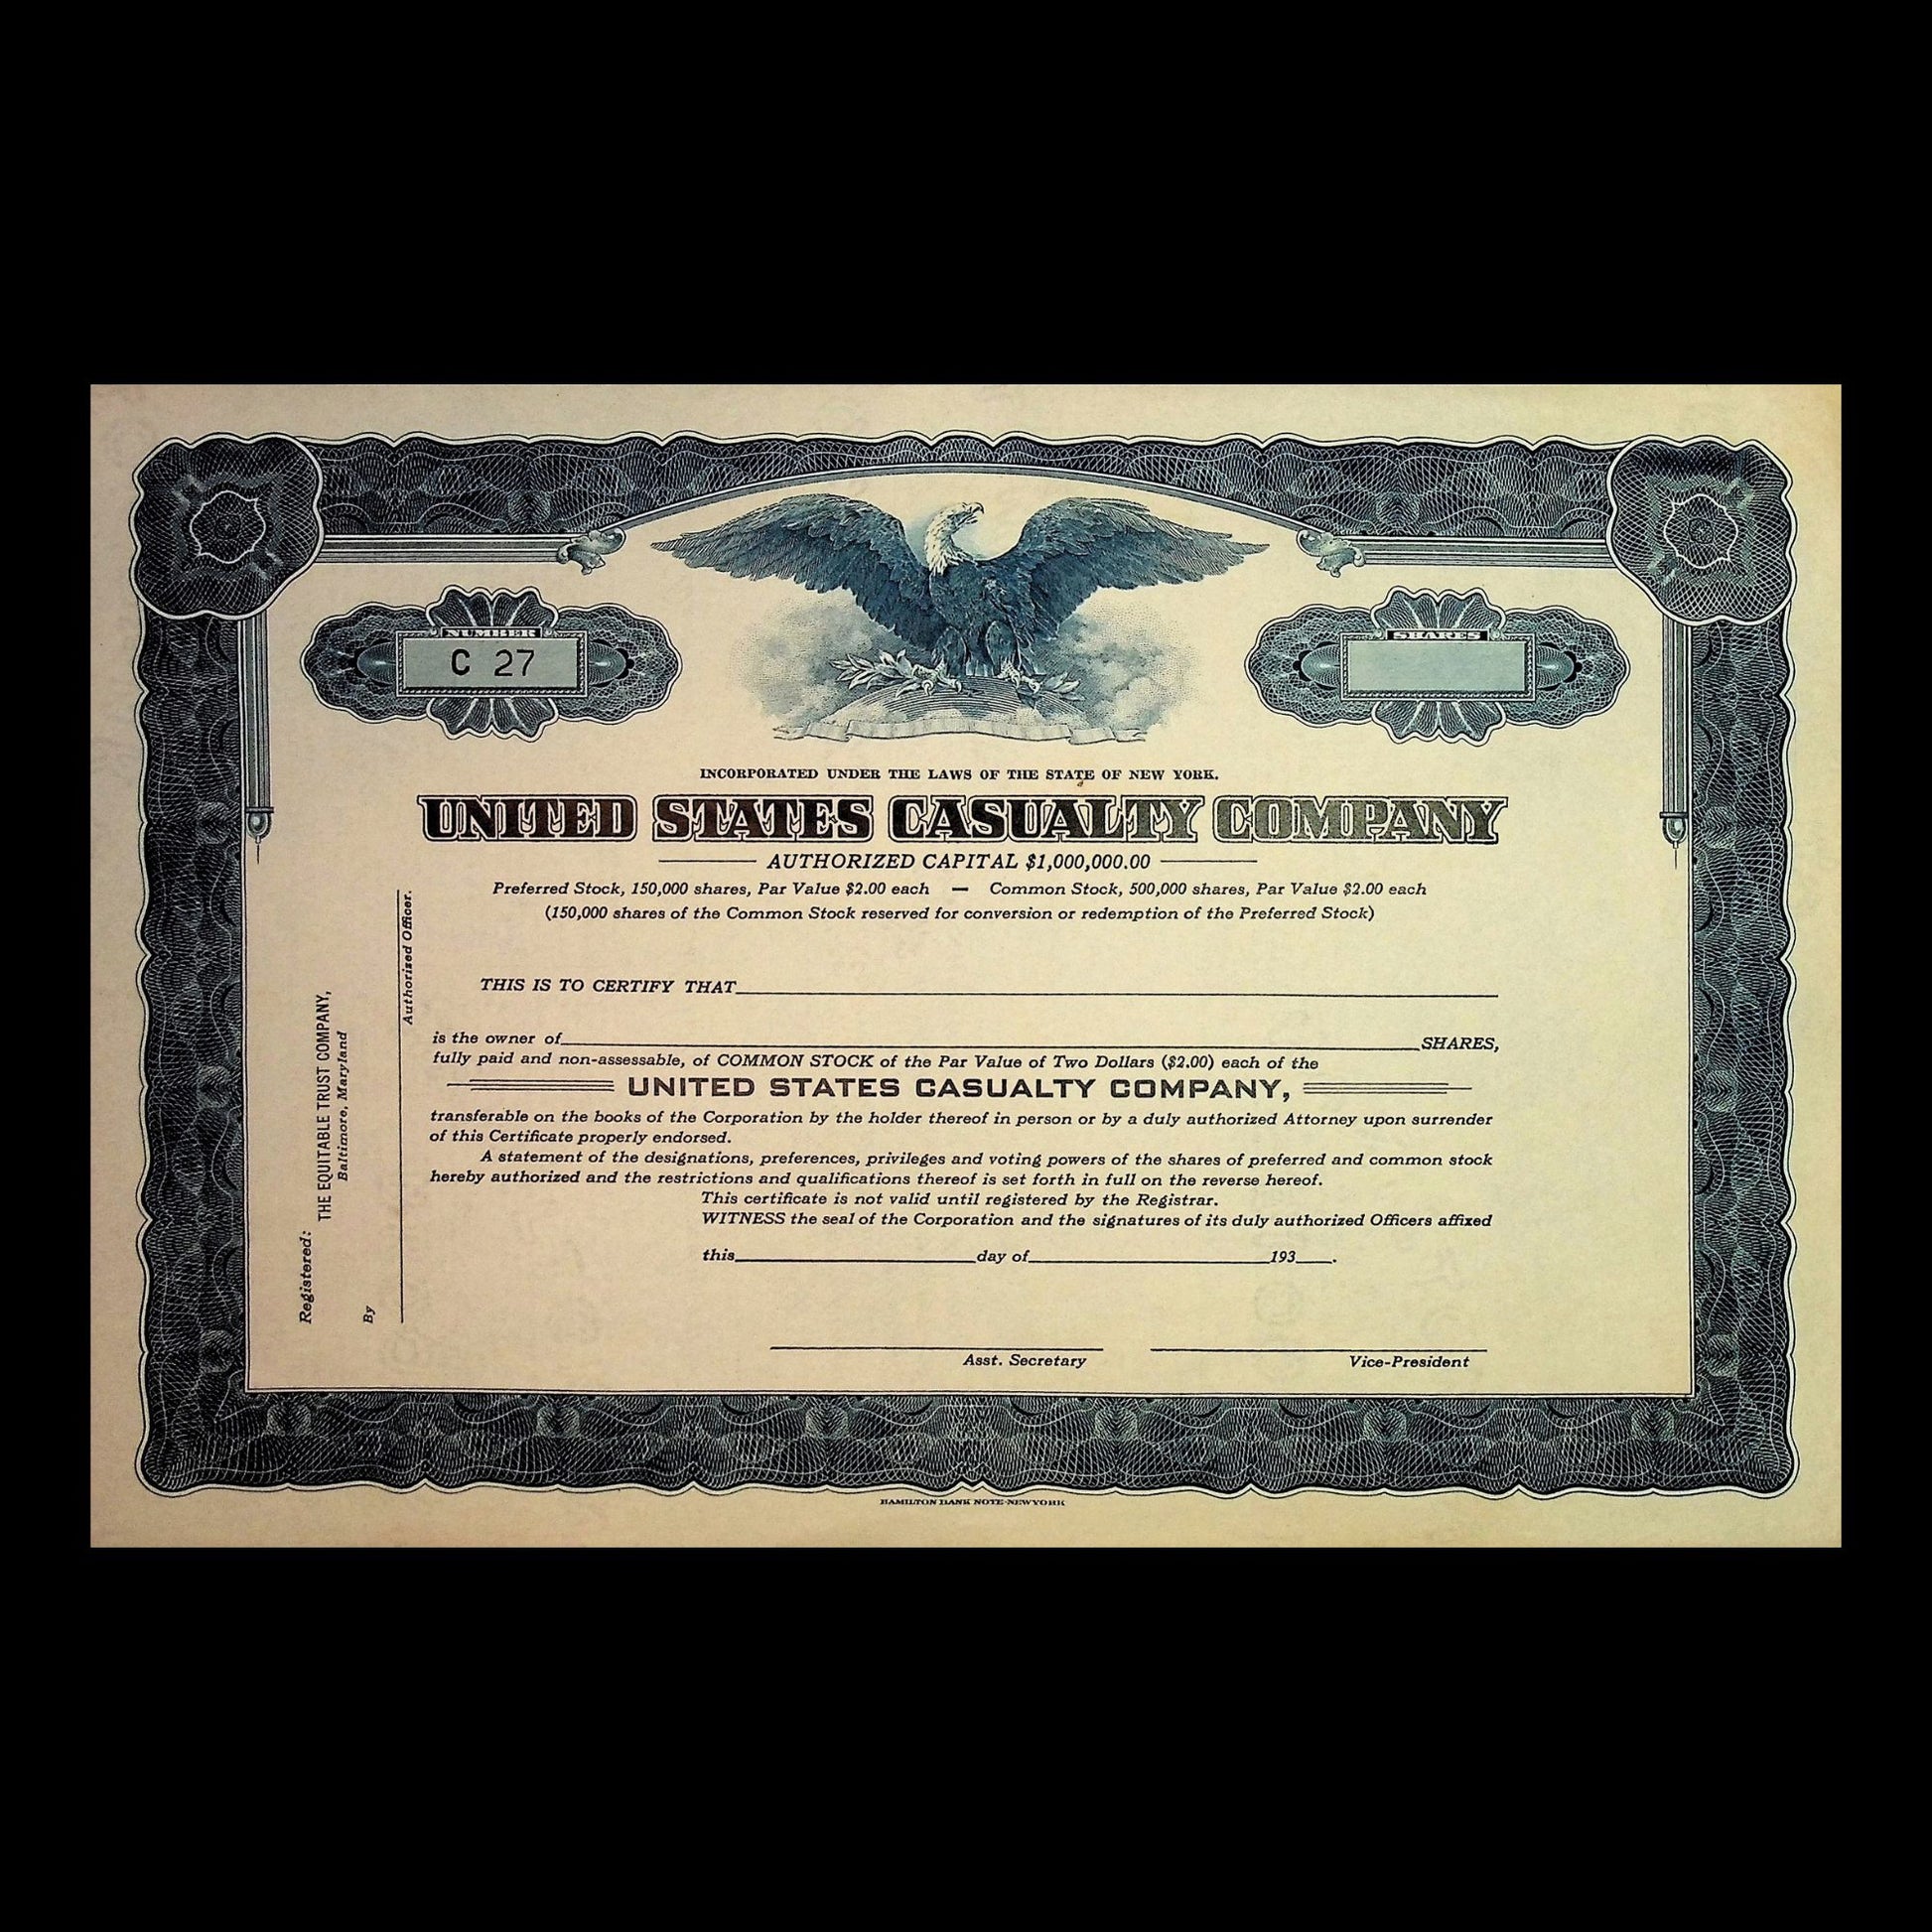 NUMBER
C 27
SHARES
INCORPORATED UNDER THE LAWS OF THE STATE OF NEW YORK.
UNITED STATES CASUALTY COMPANY
AUTHORIZED CAPITAL $1,000,000.00
Preferred Stock, 150,000 shares, Par Value $2.00 each — Common Stock, 500,000 shares, Par Value $2.00 each
(150,000 shares of the Common Stock reserved for conversion or redemption of the Preferred Stock)
THIS IS TO CERTIFY THAT
is the owner of SHARES,
fully paid and non-assessable, of COMMON STOCK of the Par Value of Two Dollars ($2.00) each of the
UNITED STATES CASUALTY COMPANY,
transferable on the books of the Corporation by the holder thereof in person or by a duly authorized Attorney upon surrender
of this Certificate properly endorsed.
A statement of the designations, preferences, privileges and voting powers of the shares of preferred and common stock
hereby authorized and the restrictions and qualifications thereof is set forth in full on the reverse hereof.
This certificate is not valid until registered by the Registrar.
WITNESS the seal of the Corporation and the signatures of its duly authorized Officers affixed
this day of 193 .
Asst. Secretary
Vice-President
Registered:
THE EQUITABLE TRUST COMPANY,
Baltimore, Maryland
By
Authorized Officer.
HAMILTON BANK NOTE-NEW YORK